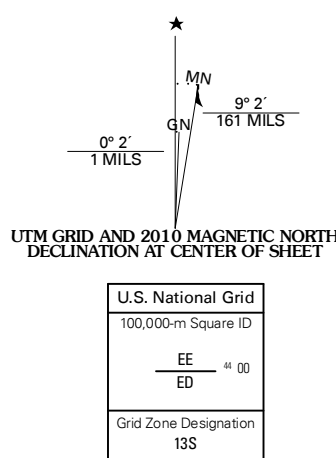 ★
MN
GN
9° 2´
161 MILS
0° 2´
1 MILS
UTM GRID AND 2010 MAGNETIC NORTH
DECLINATION AT CENTER OF SHEET
U.S. National Grid
100,000-m Square ID
EE
44 00
ED
Grid Zone Designation
13S